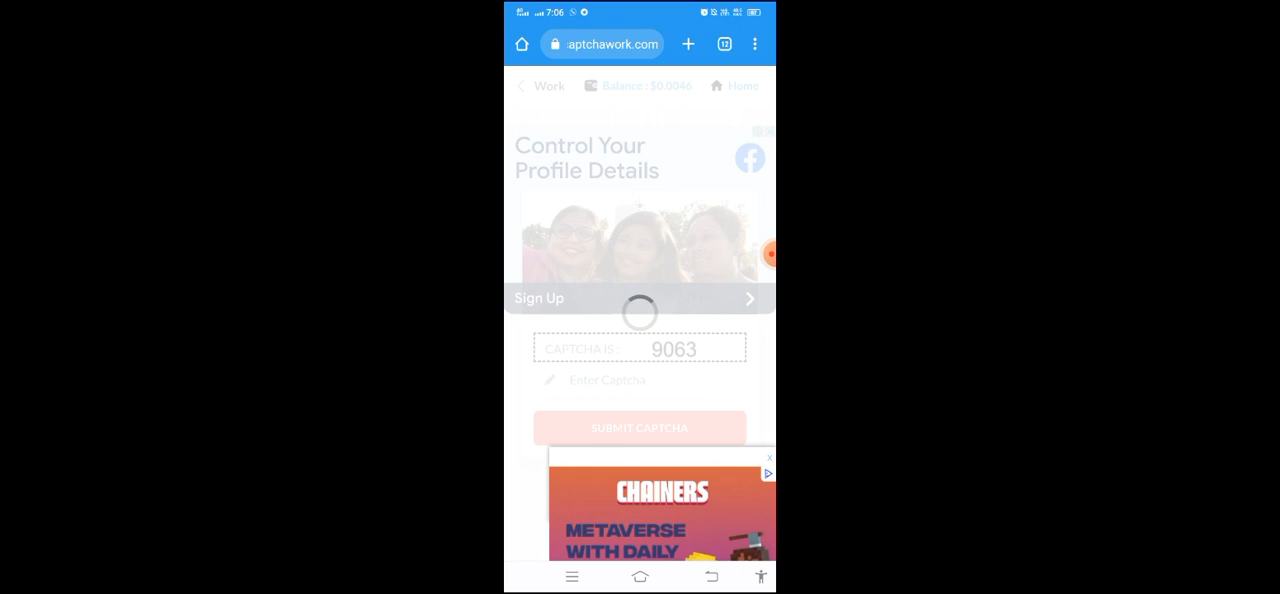 7:06
aptchawork.com
12
Work
Balance : $0.0046
Home
Control Your
Profile Details
Sign Up
CAPTCHA IS :
9063
Enter Captcha
SUBMIT CAPTCHA
X
CHAINERS
METAVERSE
WITH DAILY